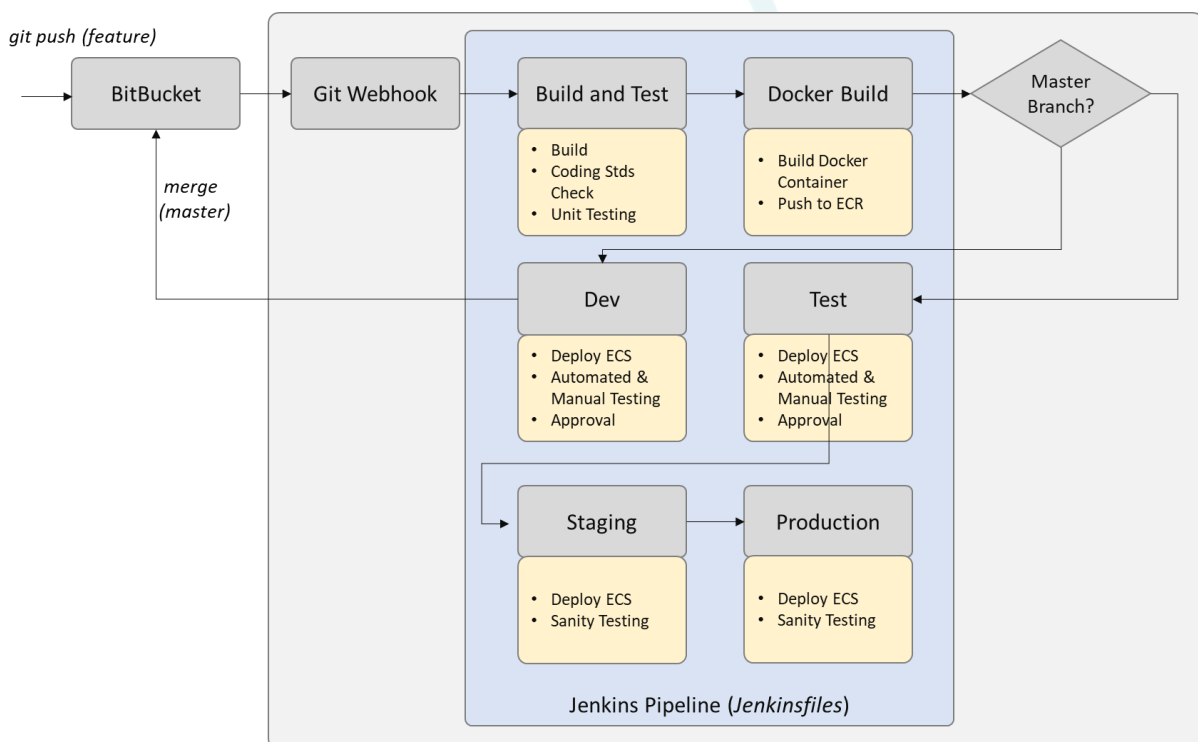 git push (feature)
BitBucket
Git Webhook
Build and Test
Docker Build
Master
Branch?
• Build
• Coding Stds
Check
• Unit Testing
• Build Docker
Container
• Push to ECR
merge
(master)
Dev
Test
• Deploy ECS
• Automated &
Manual Testing
• Approval
• Deploy ECS
• Automated &
Manual Testing
• Approval
Staging
Production
• Deploy ECS
• Sanity Testing
• Deploy ECS
• Sanity Testing
Jenkins Pipeline (Jenkinsfiles)